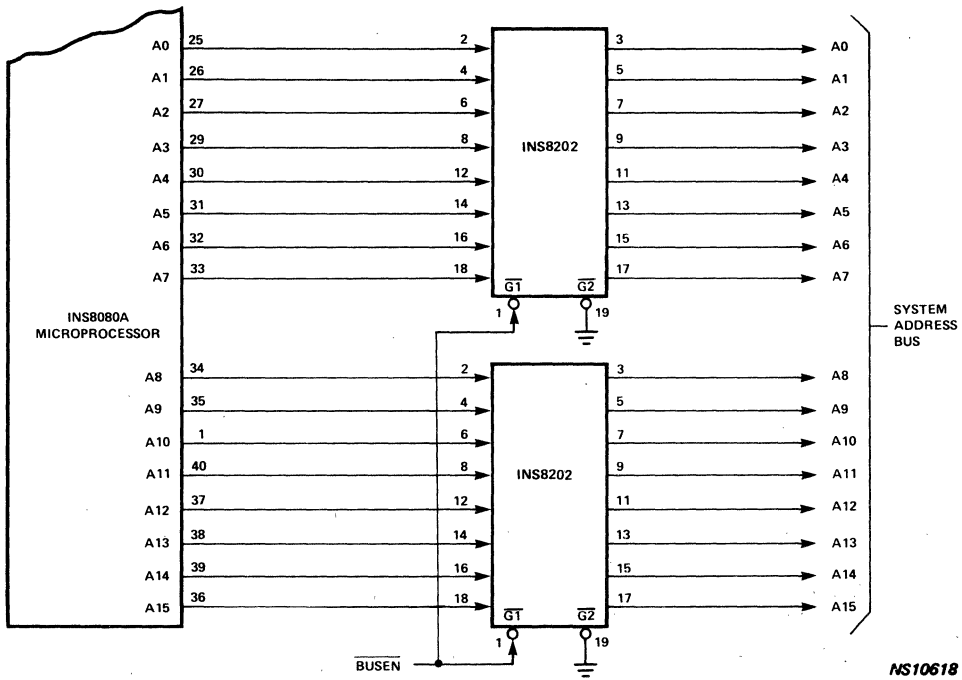 A0 25 2 3 A0
A1 26 4 5 A1
A2 27 6 7 A2
A3 29 8 9 A3
INS8202
A4 30 12 11 A4
A5 31 14 13 A5
A6 32 16 15 A6
A7 33 18 17 A7
G1 G2
1 19
INS8080A
MICROPROCESSOR
SYSTEM
ADDRESS
BUS
A8 34 2 3 A8
A9 35 4 5 A9
A10 1 6 7 A10
A11 40 8 9 A11
INS8202
A12 37 12 11 A12
A13 38 14 13 A13
A14 39 16 15 A14
A15 36 18 17 A15
G1 G2
1 19
BUSEN
NS10618